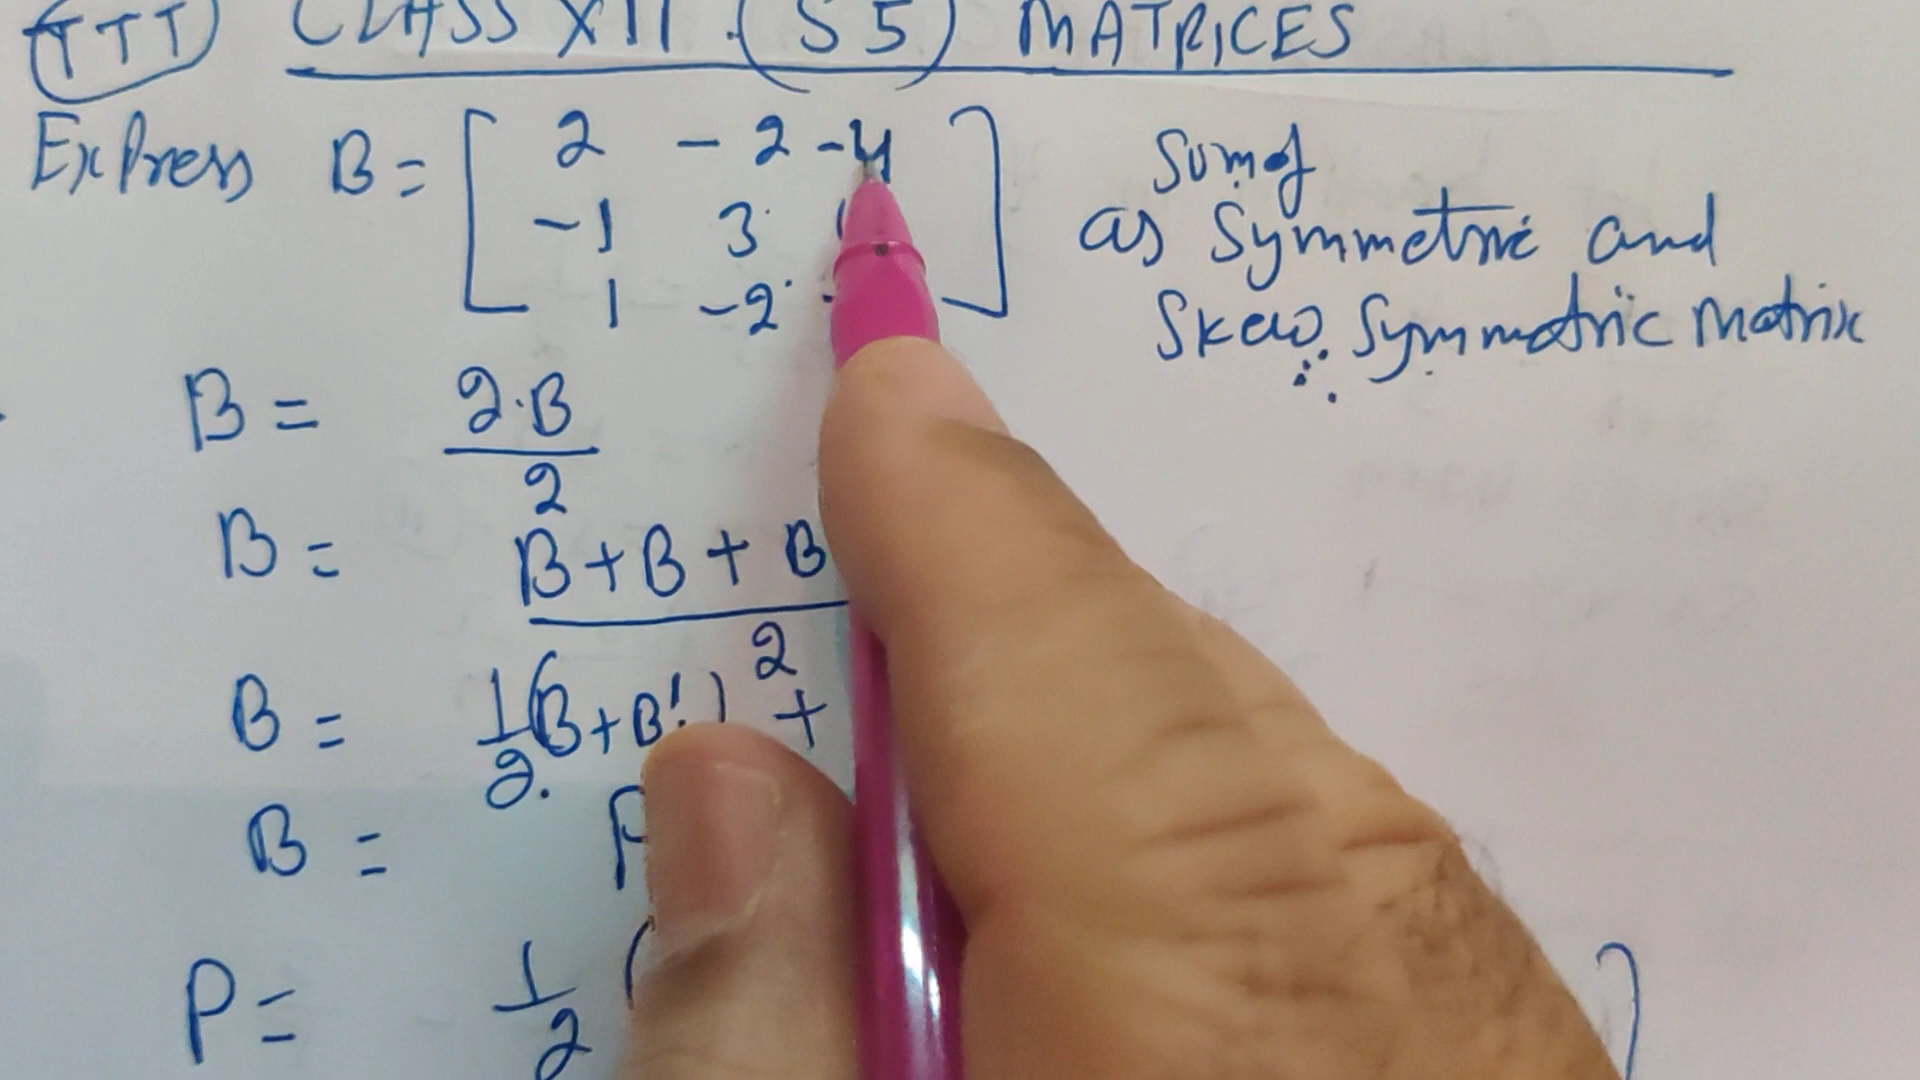 TTT CLASS XII . (S5) MATRICES
Express B = [ 2 -2 -4
-1 3
1 -2 ]
Sum of
as Symmetric and
Skew Symmetric Matrix
B = 2·B / 2
B = B + B + B / 2
B = 1/2 (B + B') +
B = P
P = 1/2 (